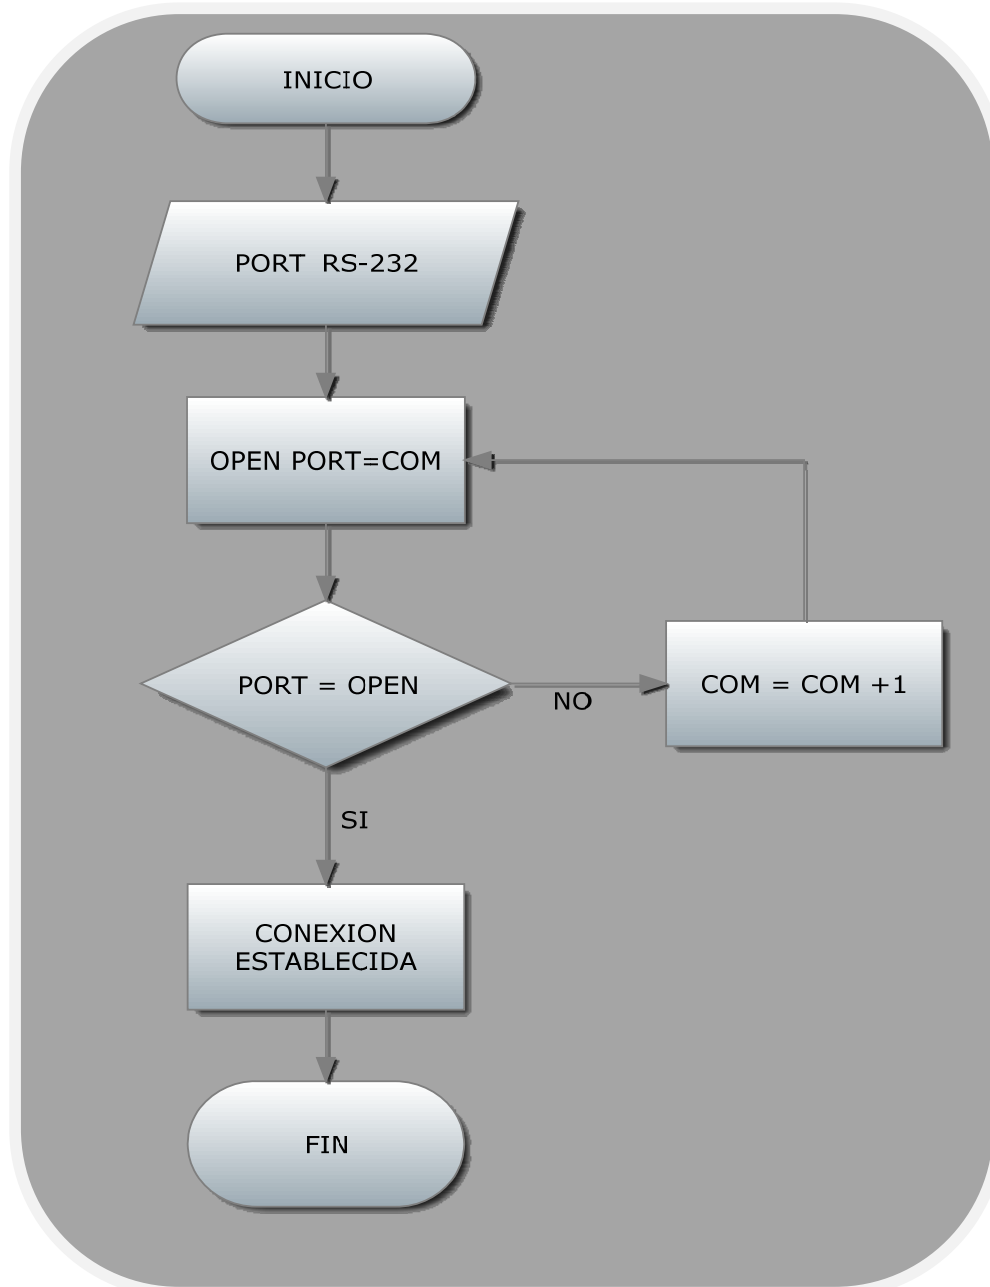 INICIO
PORT RS-232
OPEN PORT=COM
PORT = OPEN
NO
COM = COM +1
SI
CONEXION
ESTABLECIDA
FIN